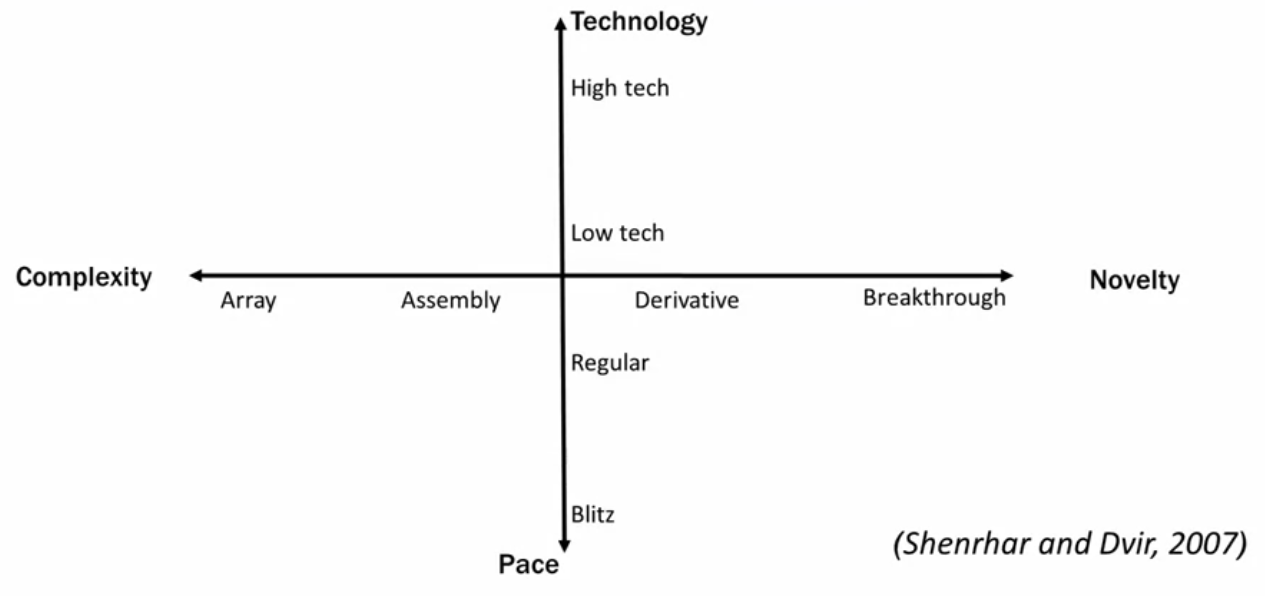 Technology
High tech
Low tech
Complexity
Novelty
Array
Assembly
Derivative
Breakthrough
Regular
Blitz
(Shenrhar and Dvir, 2007)
Pace